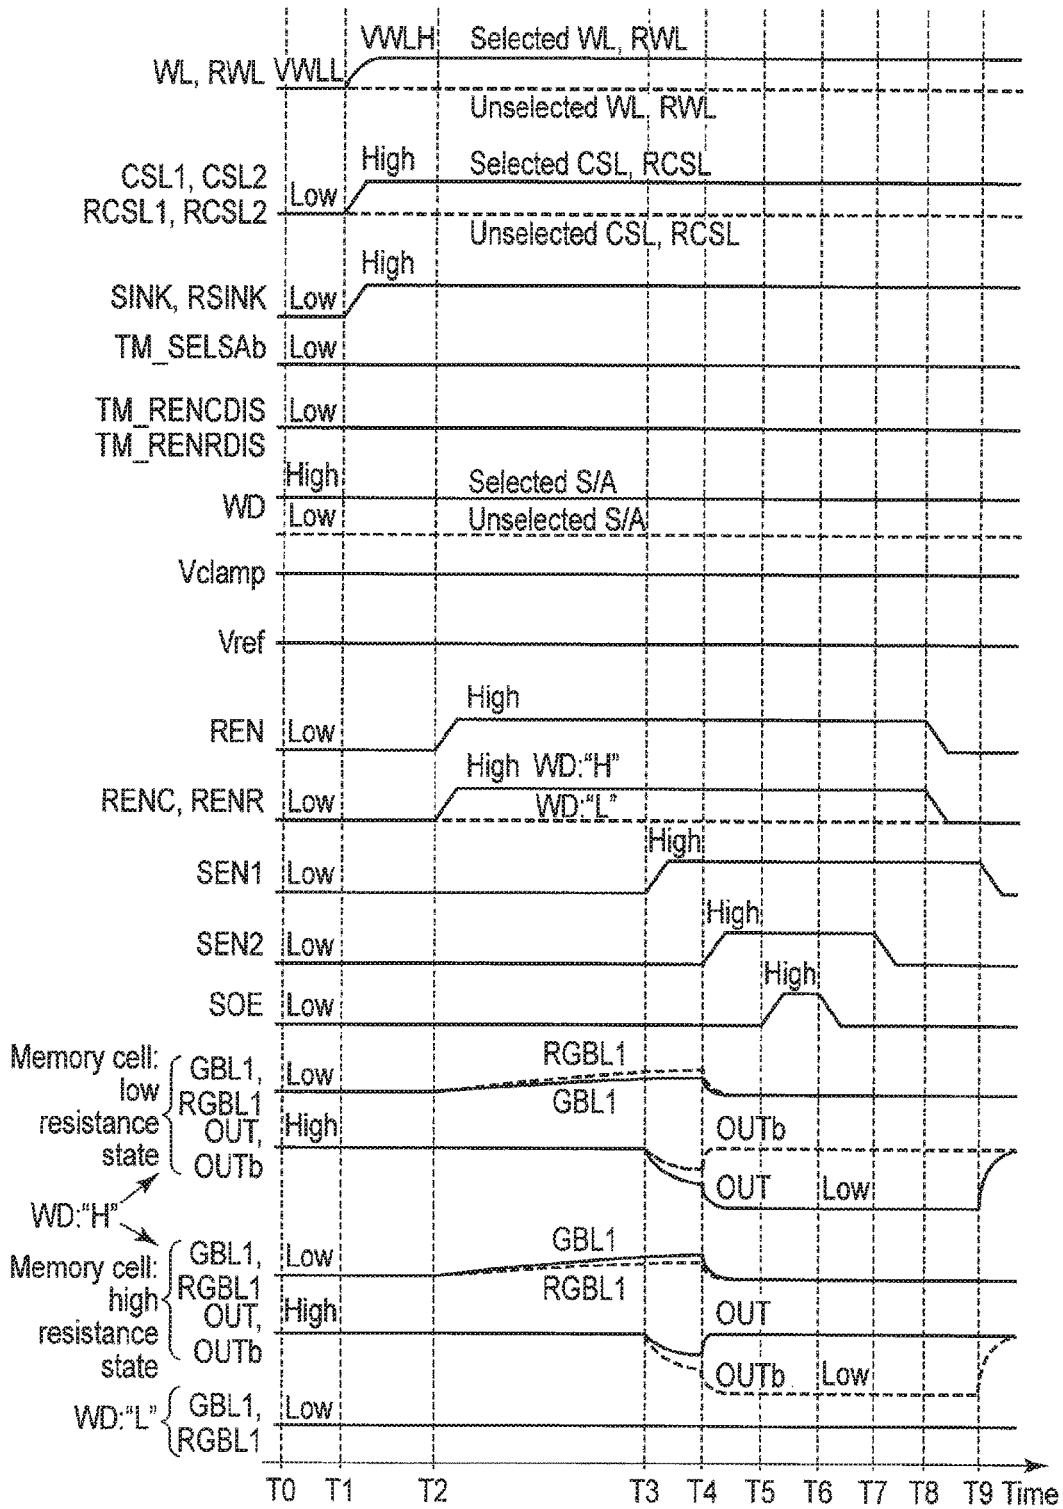 VWLH Selected WL, RWL
WL, RWL VWLL
Unselected WL, RWL
High Selected CSL, RCSL
CSL1, CSL2
RCSL1, RCSL2 Low
Unselected CSL, RCSL
High
SINK, RSINK Low
TM_SELSAb Low
TM_RENCDIS Low
TM_RENRDIS
High Selected S/A
WD
Low Unselected S/A
Vclamp
Vref
High
REN Low
High WD:"H"
RENC, RENR Low
WD:"L"
High
SEN1 Low
High
SEN2 Low
High
SOE Low
Memory cell:
low
resistance
state
GBL1,
RGBL1
Low
RGBL1
GBL1
OUT,
OUTb
High
OUTb
OUT Low
WD:"H"
Memory cell:
high
resistance
state
GBL1,
RGBL1
Low
GBL1
RGBL1
OUT,
OUTb
High
OUT
OUTb Low
WD:"L"
GBL1,
RGBL1
Low
T0 T1 T2 T3 T4 T5 T6 T7 T8 T9 Time